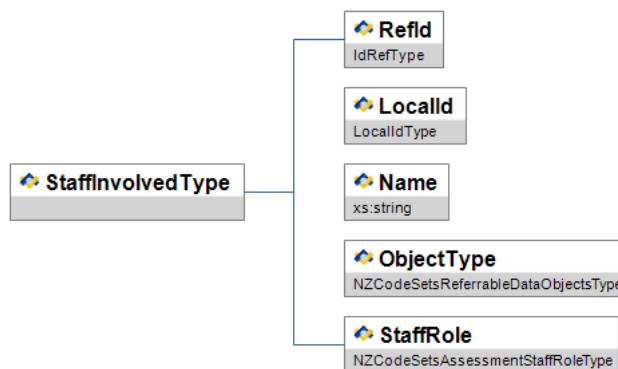 RefId
IdRefType
LocalId
LocalIdType
StaffInvolvedType
Name
xs:string
ObjectType
NZCodeSetsReferrableDataObjectsType
StaffRole
NZCodeSetsAssessmentStaffRoleType